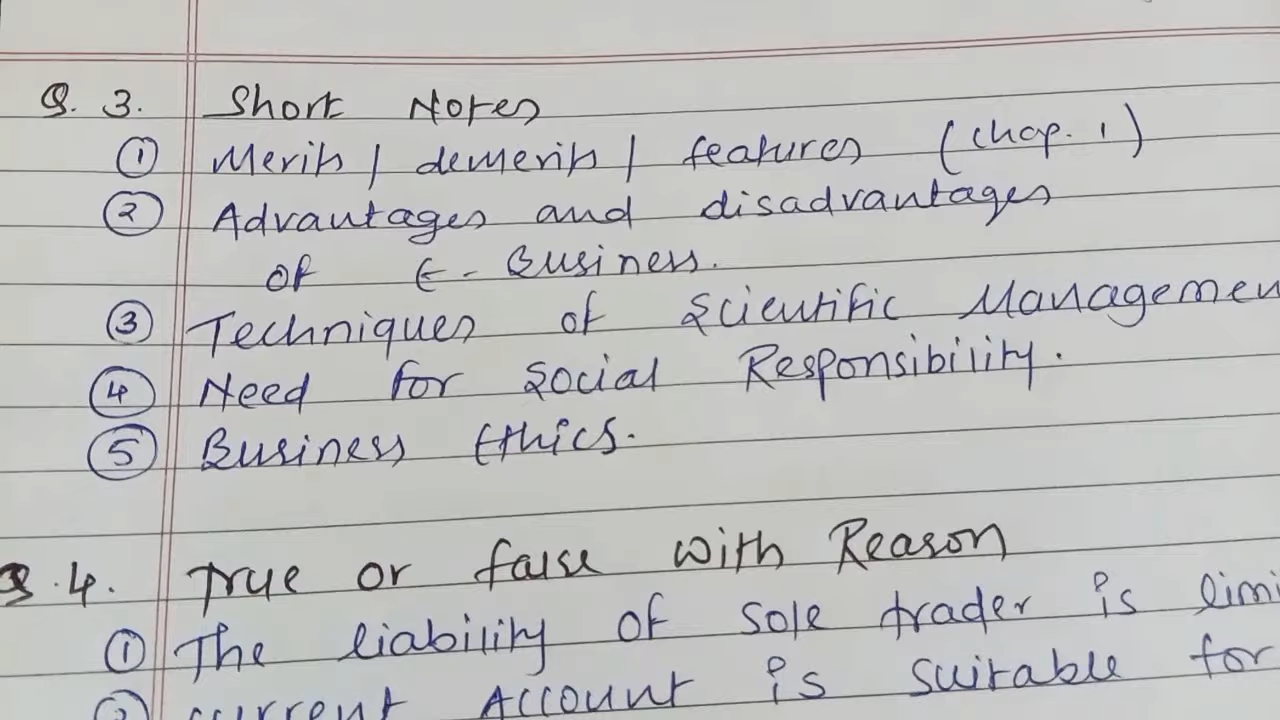 Q. 3. Short Notes
① Merits / demerits / features (Chap. 1)
② Advantages and disadvantages
of E-Business.
③ Techniques of Scientific Managemen
④ Need for Social Responsibility.
⑤ Business Ethics.
Q.4. True or false with Reason
① The liability of sole trader is limi
② current Account is suitable for